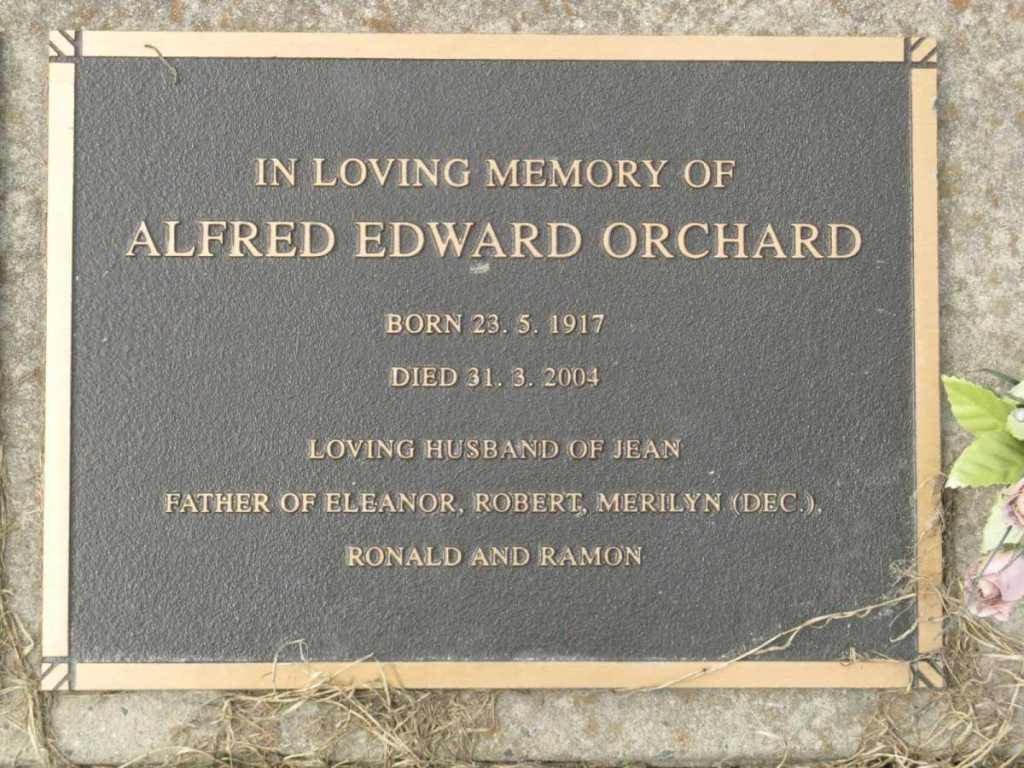 IN LOVING MEMORY OF
ALFRED EDWARD ORCHARD
BORN 23. 5. 1917
DIED 31. 3. 2004
LOVING HUSBAND OF JEAN
FATHER OF ELEANOR, ROBERT, MERILYN (DEC.),
RONALD AND RAMON